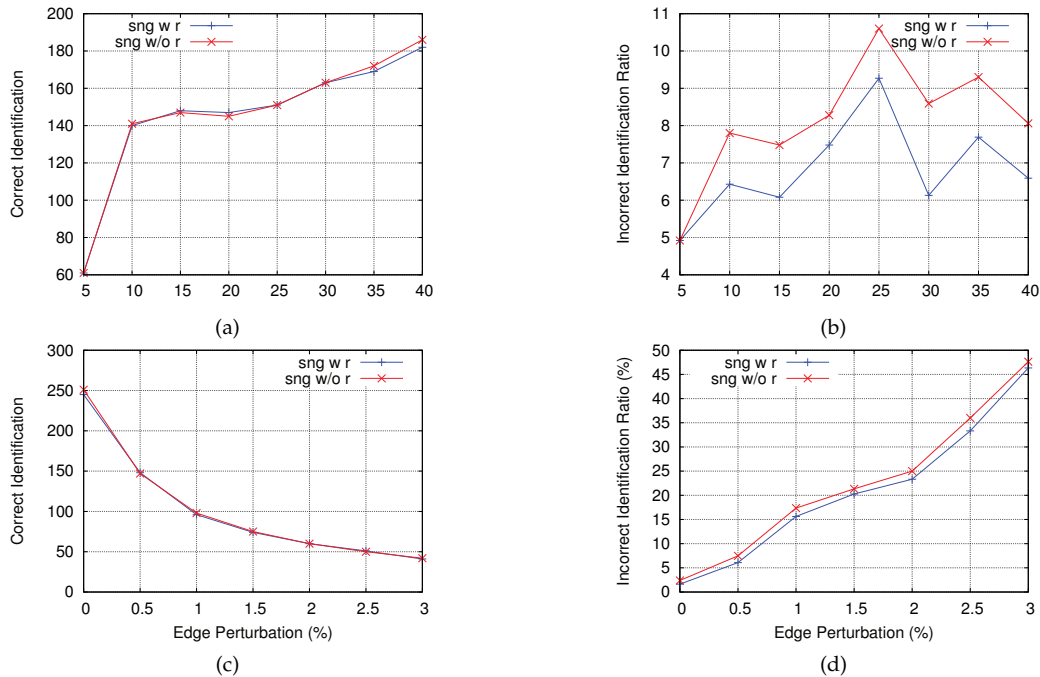 200
180
160
140
120
100
80
60
5 10 15 20 25 30 35 40
Correct Identification
sng w r
sng w/o r
(a)
11
10
9
8
7
6
5
4
5 10 15 20 25 30 35 40
Incorrect Identification Ratio
sng w r
sng w/o r
(b)
300
250
200
150
100
50
0
0 0.5 1 1.5 2 2.5 3
Correct Identification
Edge Perturbation (%)
sng w r
sng w/o r
(c)
50
45
40
35
30
25
20
15
10
5
0
0 0.5 1 1.5 2 2.5 3
Incorrect Identification Ratio (%)
Edge Perturbation (%)
sng w r
sng w/o r
(d)